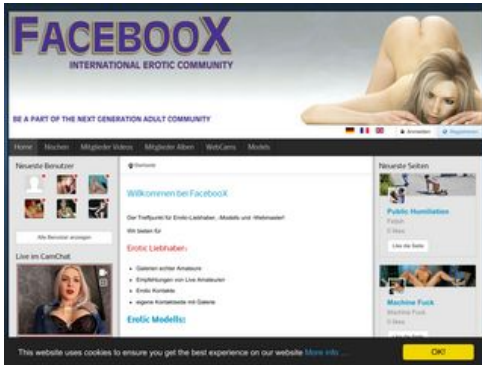 FACEBOOX
INTERNATIONAL EROTIC COMMUNITY
BE A PART OF THE NEXT GENERATION ADULT COMMUNITY
Anmelden
Registrieren
Home
Nischen
Mitglieder Videos
Mitglieder Alben
WebCams
Models
Neueste Benutzer
Alle Benutzer anzeigen
Live im CamChat
Startseite
Willkommen bei FacebooX
Der Treffpunkt für Erotik-Liebhaber, -Modells und -Webmaster!
Wir bieten für
Erotic Liebhaber:
Galerien echter Amateure
Empfehlungen von Live Amateuren
Erotic Kontakte
eigene Kontaktseite mit Galerie
Erotic Modells:
Neueste Seiten
Public Humiliation
Fetish
0 likes
Like die Seite
Machine Fuck
0 likes
Like die Seite
This website uses cookies to ensure you get the best experience on our website More info ...
OK!